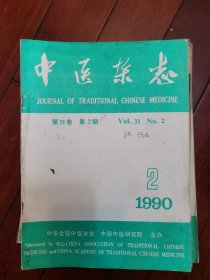 中医杂志
JOURNAL OF TRADITIONAL CHINESE MEDICINE
第31卷 第2期 Vol. 31 No. 2
2
1990
中华全国中医学会 中国中医研究院 主办
Sponsored by ALL-CHINA ASSOCIATION OF TRADITIONAL CHINESE
MEDICINE and CHINA ACADEMY OF TRADITIONAL CHINESE MEDICINE